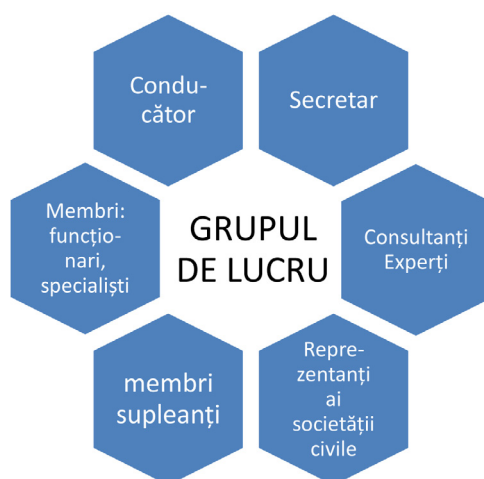 Condu-
cător
Secretar
Membri:
funcțio-
nari,
specialiști
GRUPUL
DE LUCRU
Consultanți
Experți
membri
supleanți
Repre-
zentanți
ai
societății
civile